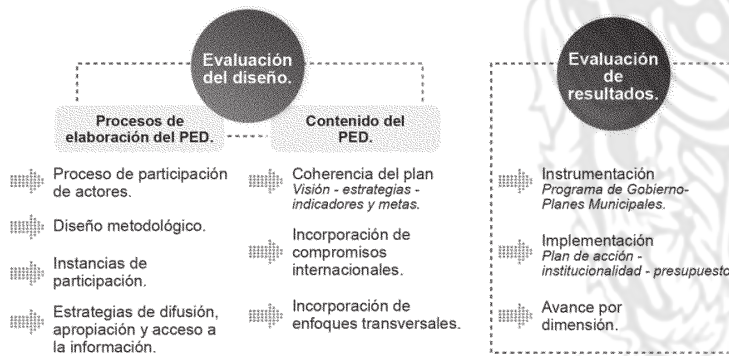 Evaluación
del diseño.
Procesos de
elaboración del PED.
Proceso de participación
de actores.
Diseño metodológico.
Instancias de
participación.
Estrategias de difusión,
apropiación y acceso a
la información.
Contenido del
PED.
Coherencia del plan
Visión - estrategias -
indicadores y metas.
Incorporación de
compromisos
internacionales.
Incorporación de
enfoques transversales.
Evaluación
de
resultados.
Instrumentación
Programa de Gobierno-
Planes Municipales.
Implementación
Plan de acción -
institucionalidad - presupuesto
Avance por
dimensión.